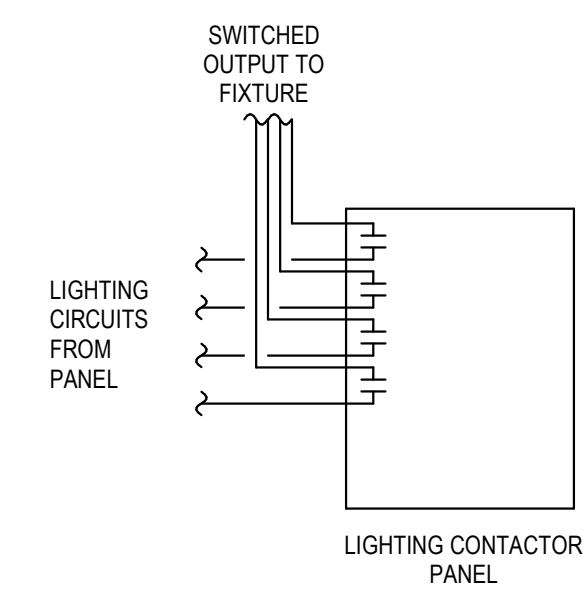 SWITCHED
OUTPUT TO
FIXTURE
LIGHTING
CIRCUITS
FROM
PANEL
LIGHTING CONTACTOR
PANEL